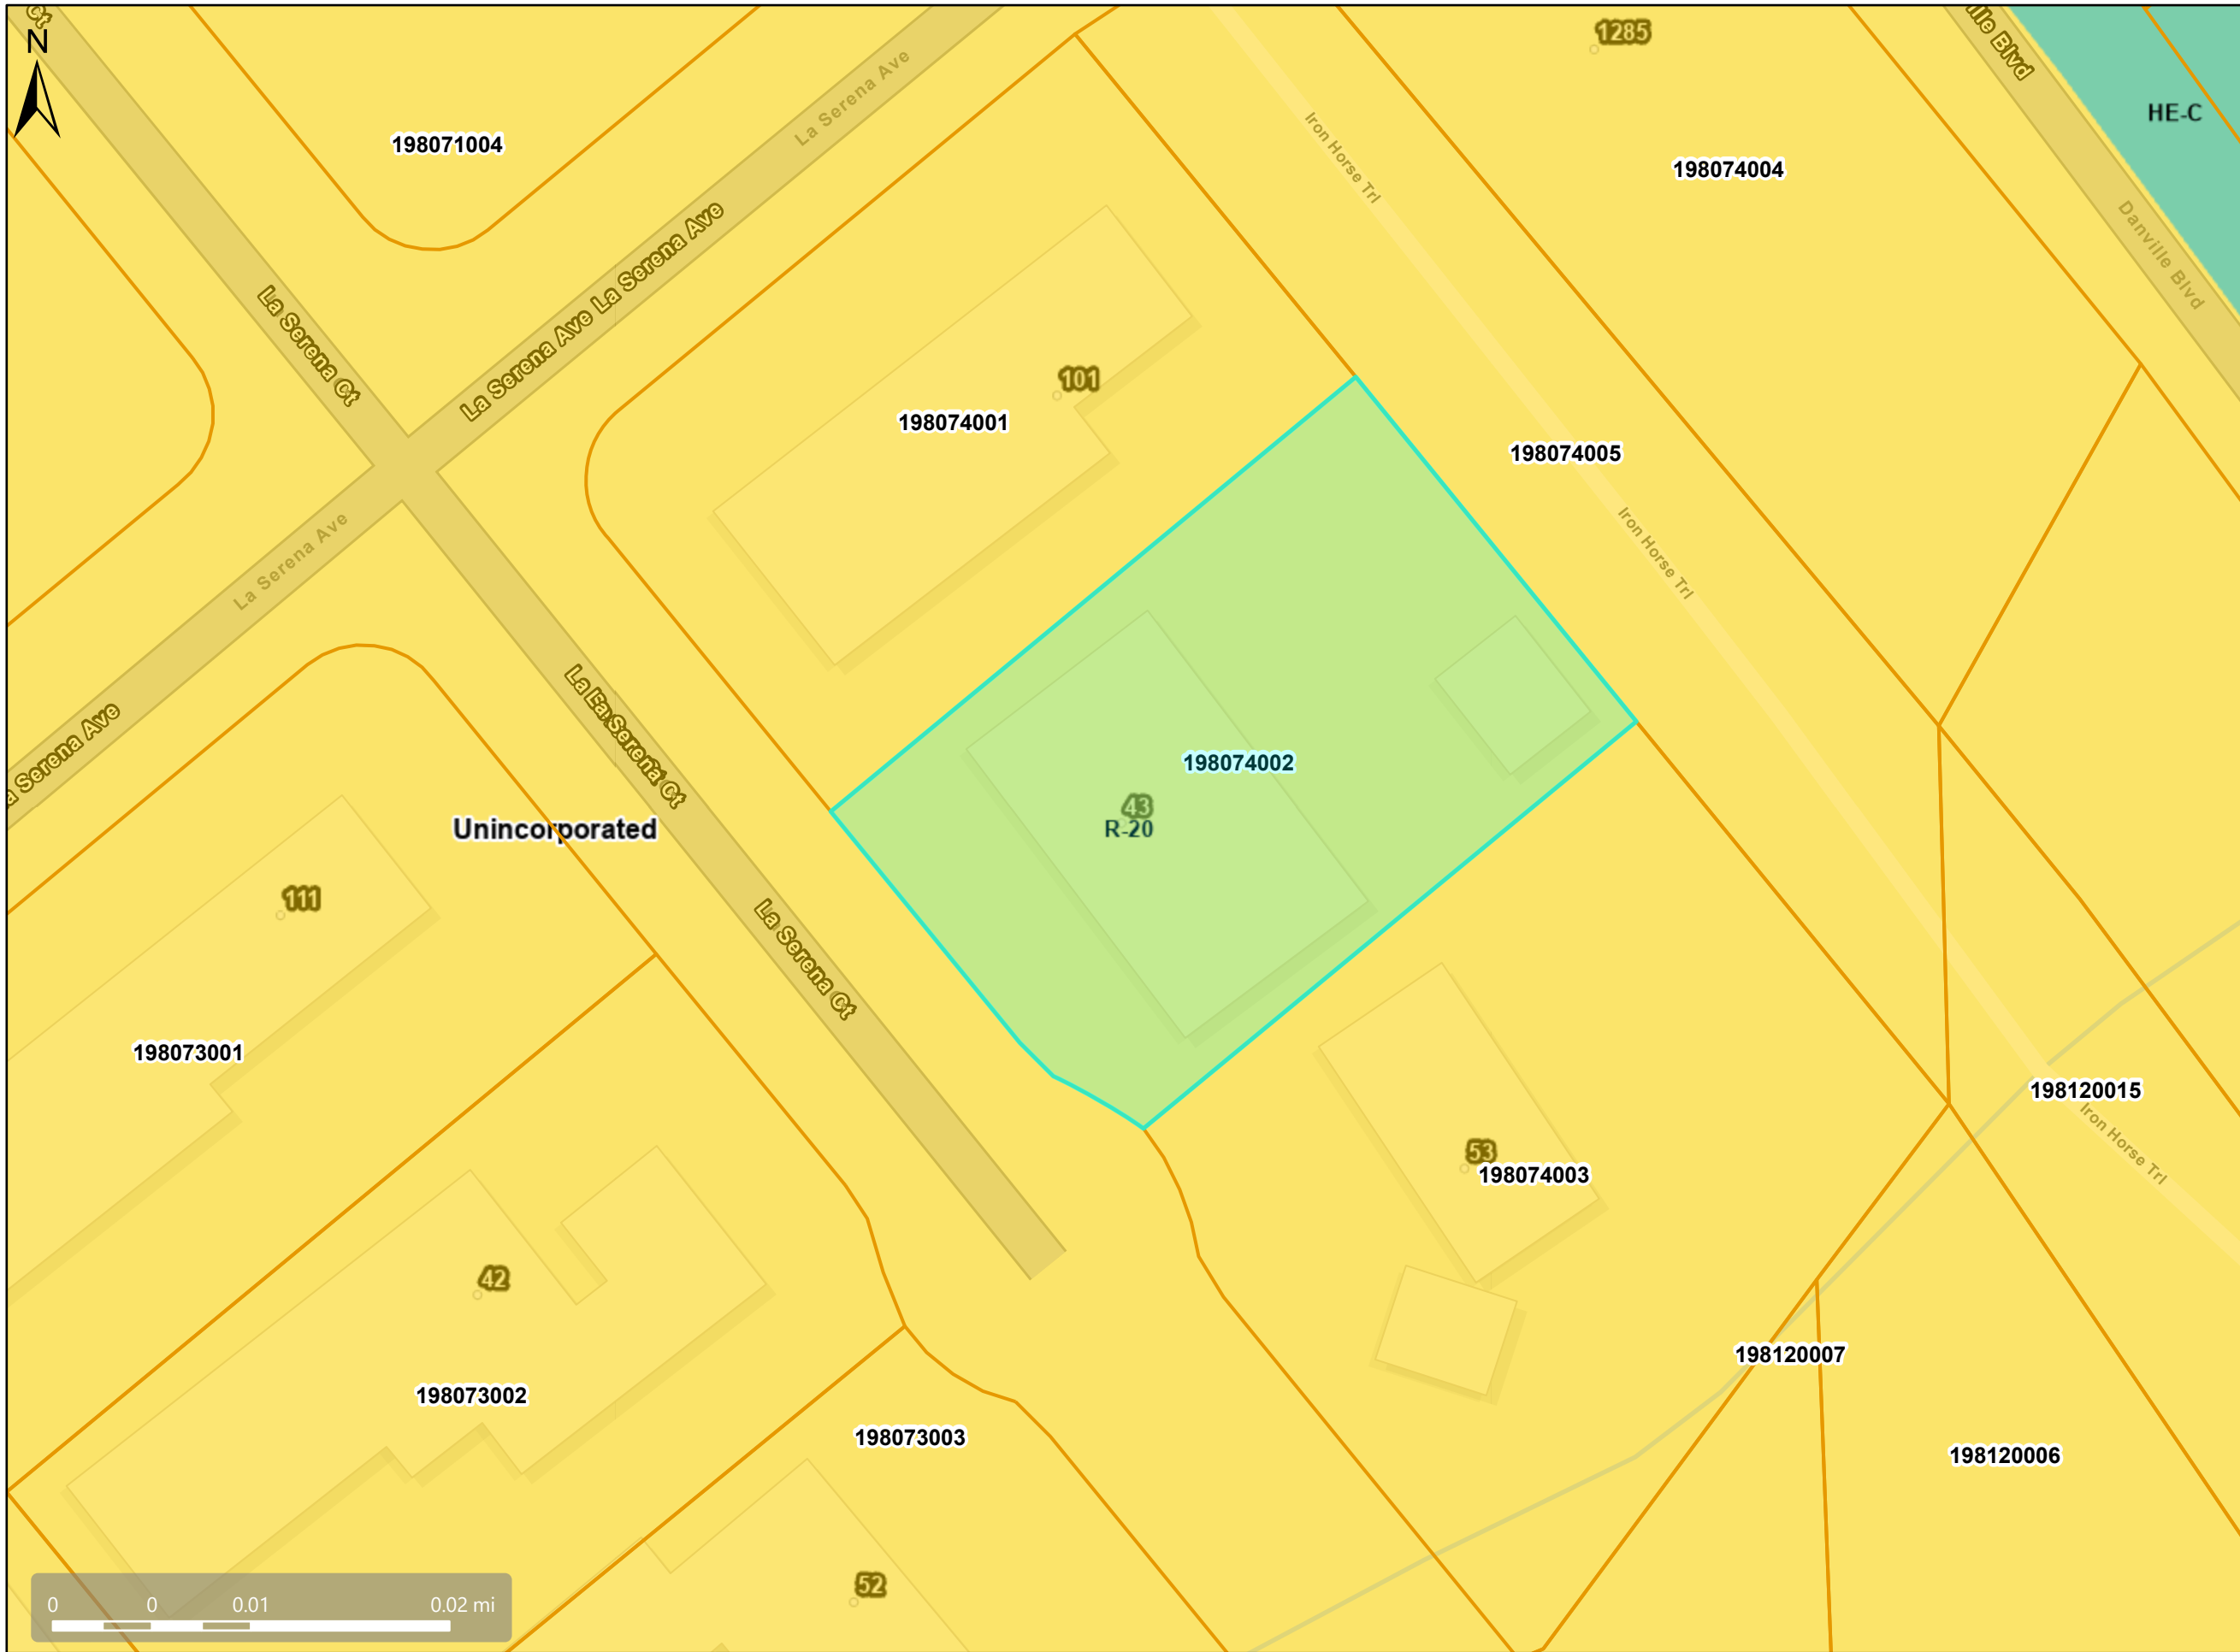 Ct
N
ille Blvd
1285
HE-C
La Serena Ave
198071004
Iron Horse Trl
198074004
Danville Blvd
La Serena Ct
La Serena Ave La Serena Ave
101
198074001
198074005
La Serena Ave
Iron Horse Trl
a Serena Ave
La Serena Ct
198074002
43
R-20
Unincorporated
111
La Serena Ct
198073001
198120015
Iron Horse Trl
53
198074003
42
198120007
198073002
198073003
198120006
52
0 0 0.01 0.02 mi